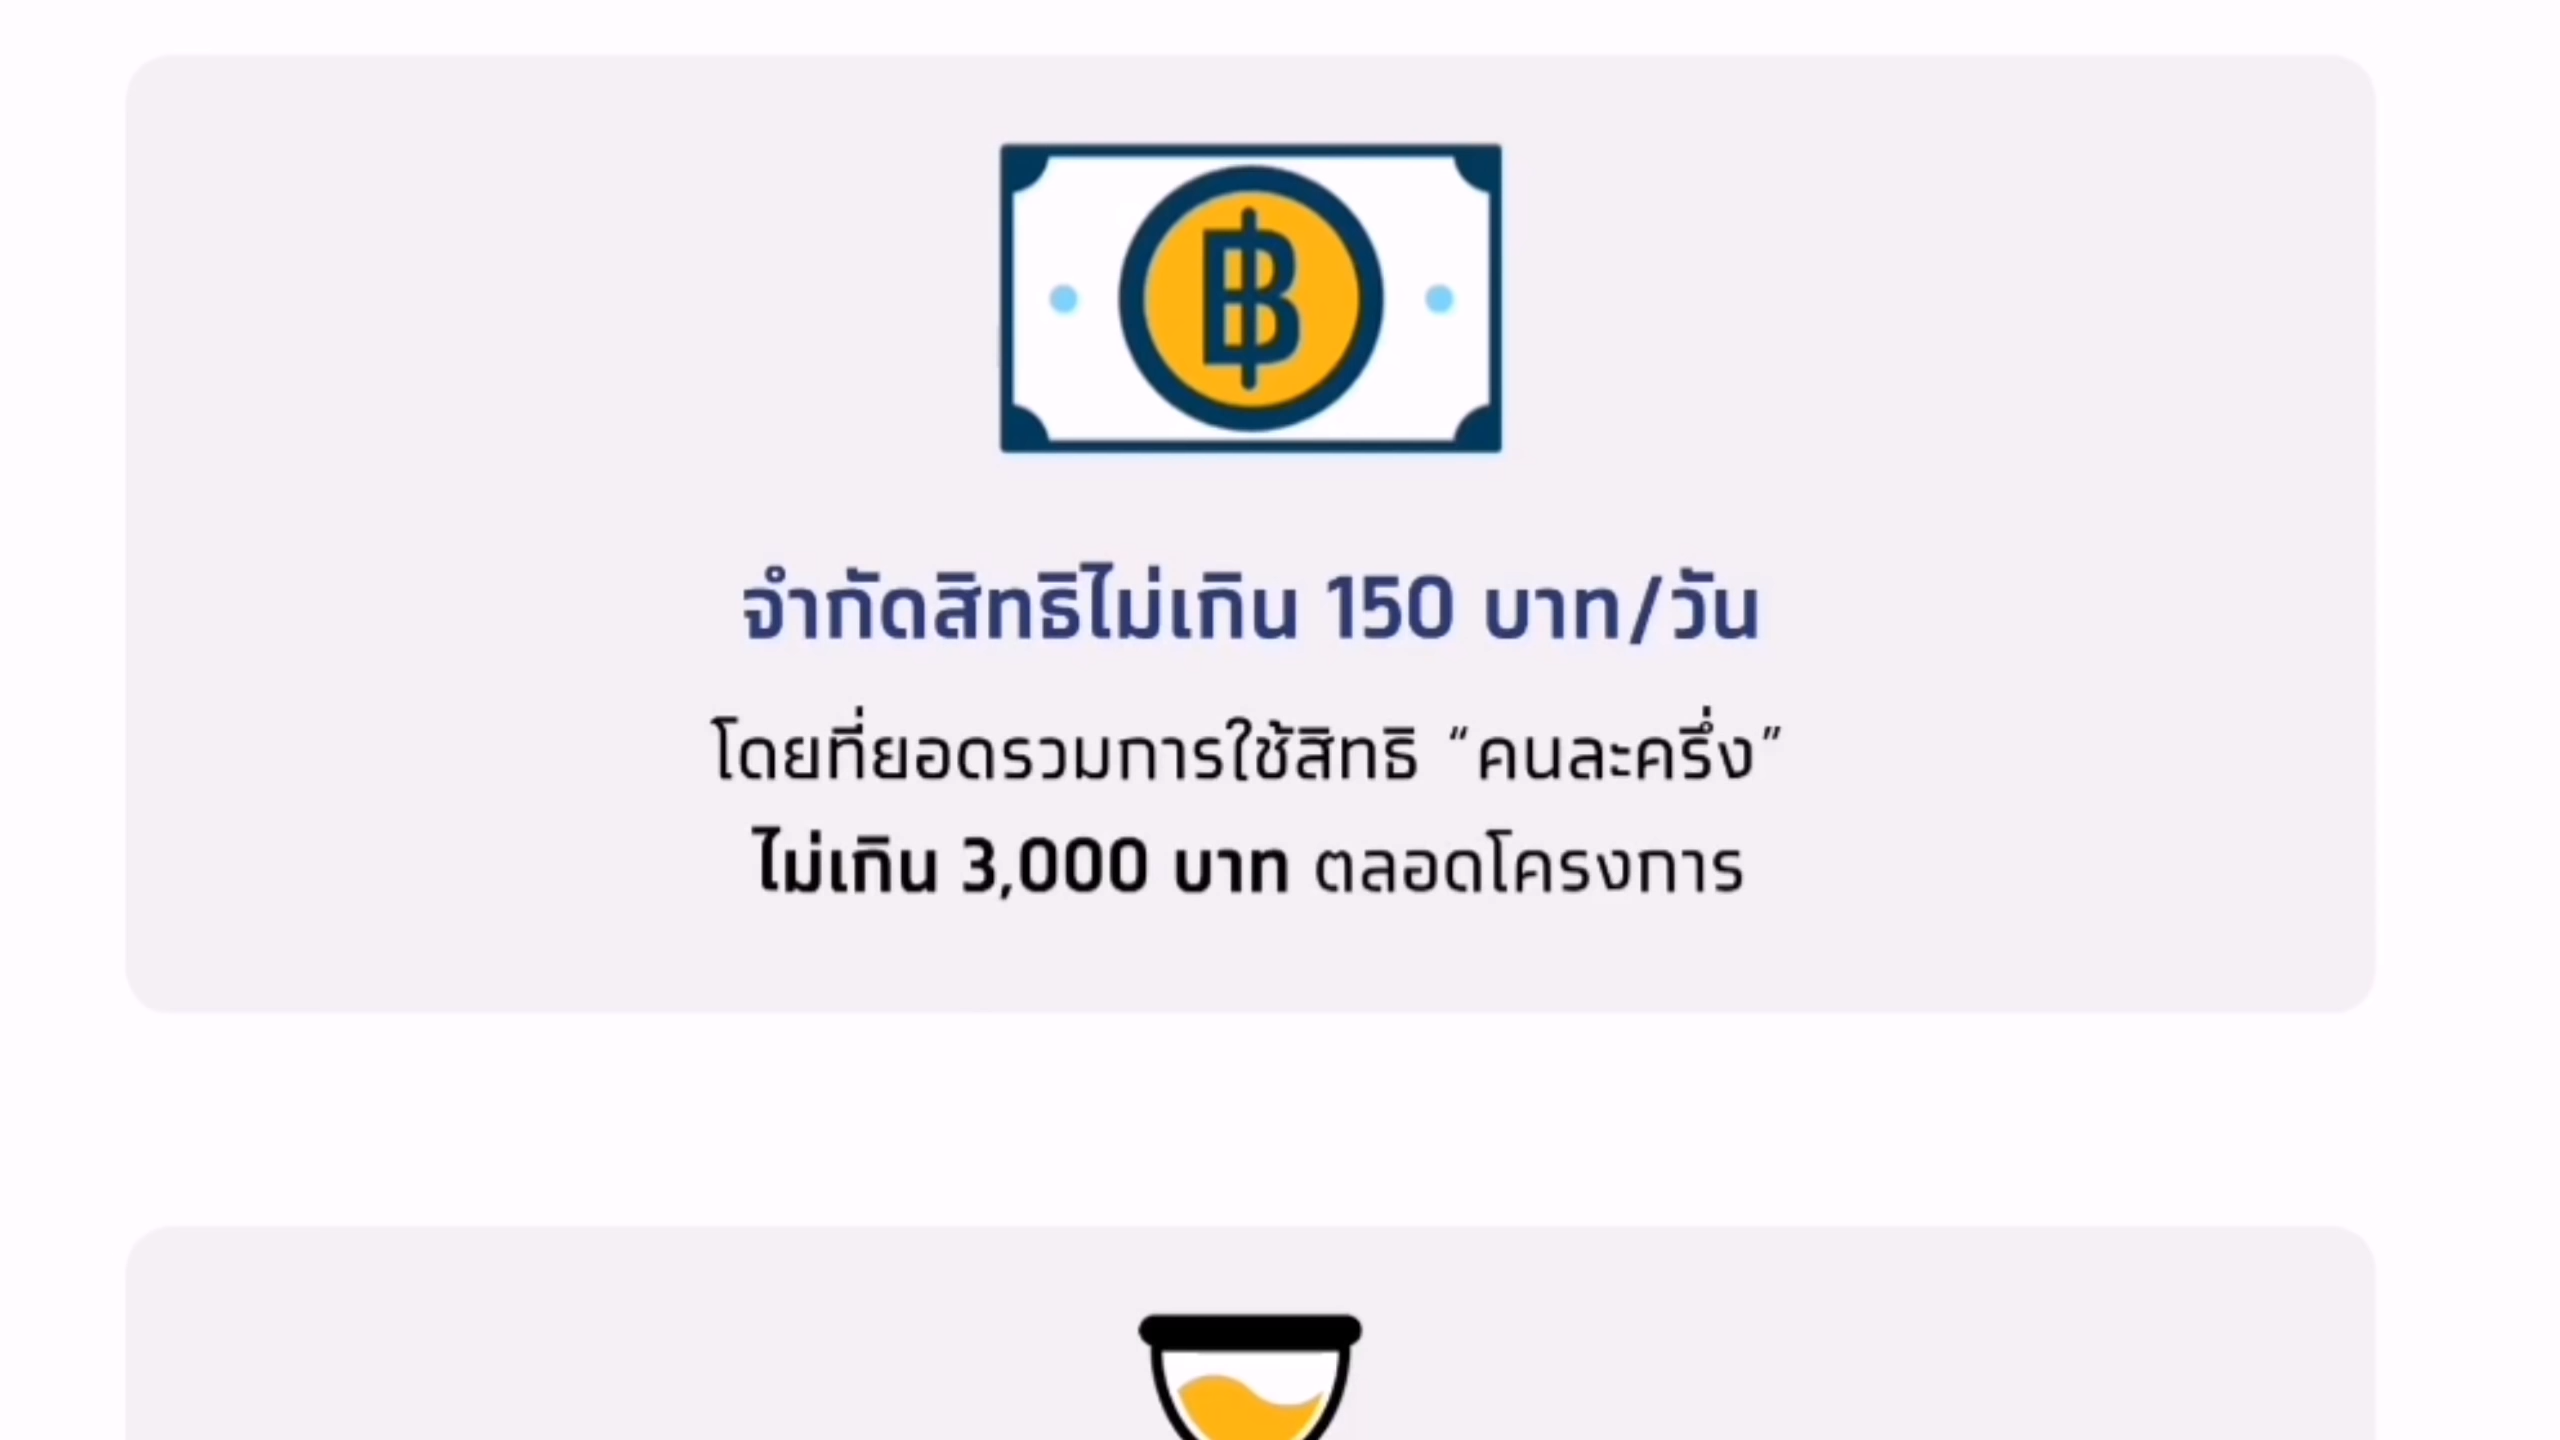 ฿
จำกัดสิทธิไม่เกิน 150 บาท/วัน
โดยที่ยอดรวมการใช้สิทธิ “คนละครึ่ง”
ไม่เกิน 3,000 บาท ตลอดโครงการ